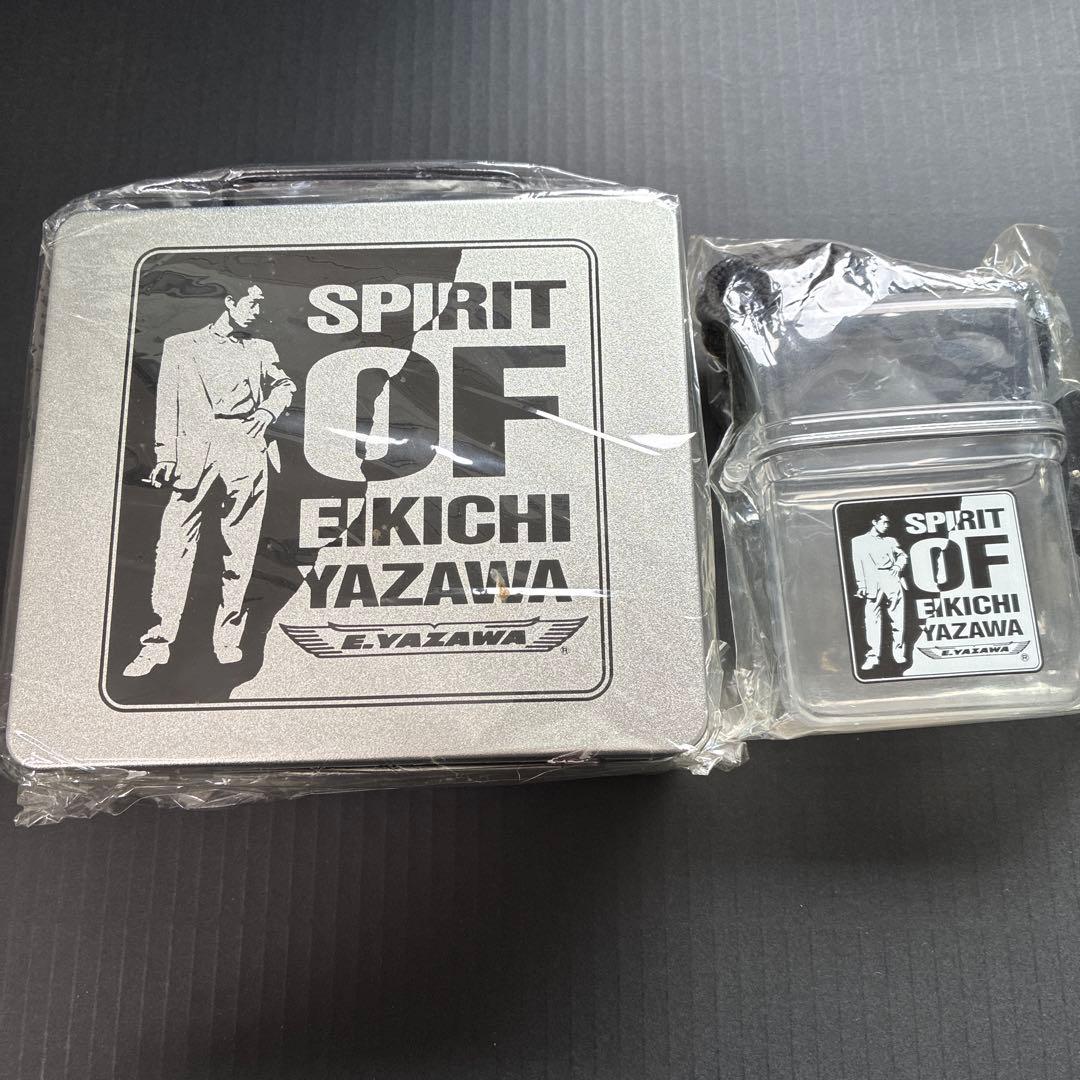 SPIRIT
OF
EIKICHI
YAZAWA
E.YAZAWA
®
SPIRIT
OF
EIKICHI
YAZAWA
E.YAZAWA
®